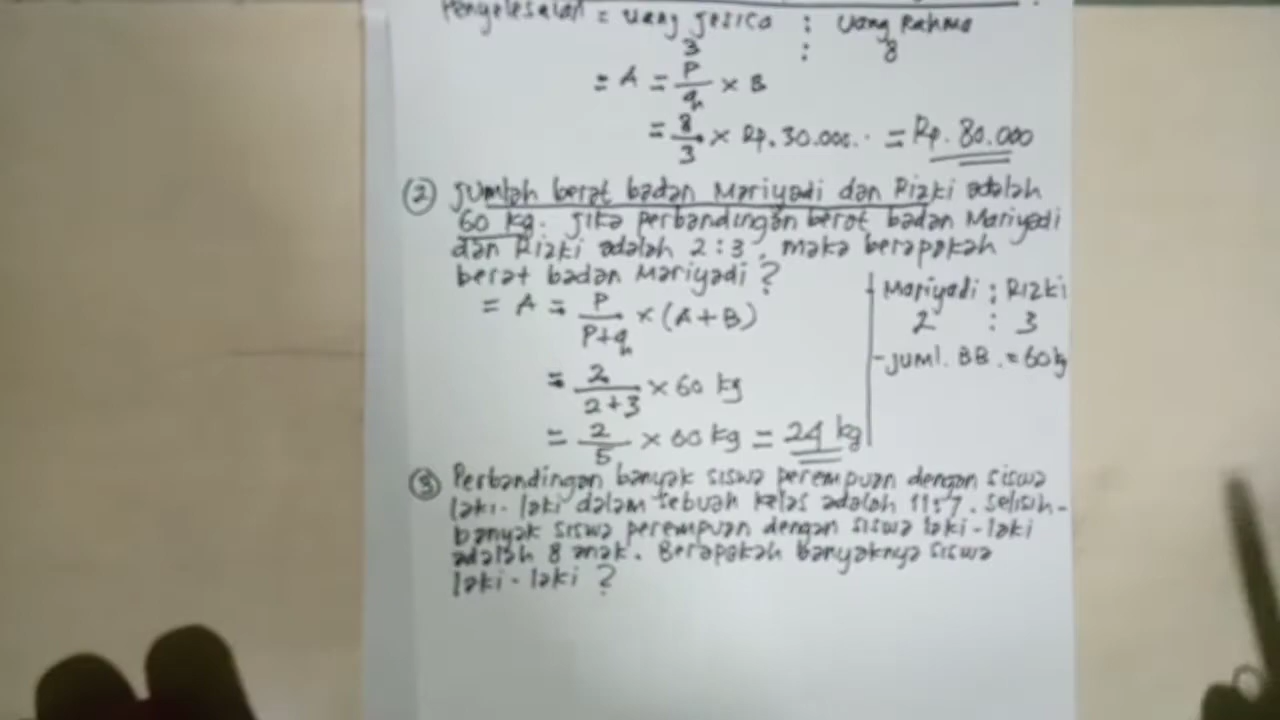 Penyelesaian = Uang Jesica : Uang Rahma
3 : 8
= A = p/q × B
= 8/3 × Rp. 30.000.. = Rp. 80.000
② Jumlah berat badan Mariyadi dan Rizki adalah
60 kg. Jika perbandingan berat badan Mariyadi
dan Rizki adalah 2 : 3, maka berapakah
berat badan Mariyadi ?
Mariyadi : Rizki
2 : 3
- Juml. BB. = 60 kg
= A = p/p+q × (A + B)
= 2/2+3 × 60 kg
= 2/5 × 60 kg = 24 kg
③ Perbandingan banyak siswa perempuan dengan siswa
laki - laki dalam sebuah kelas adalah 11:7. Selisih-
banyak siswa perempuan dengan siswa laki - laki
adalah 8 anak. Berapakah banyaknya siswa
laki - laki ?